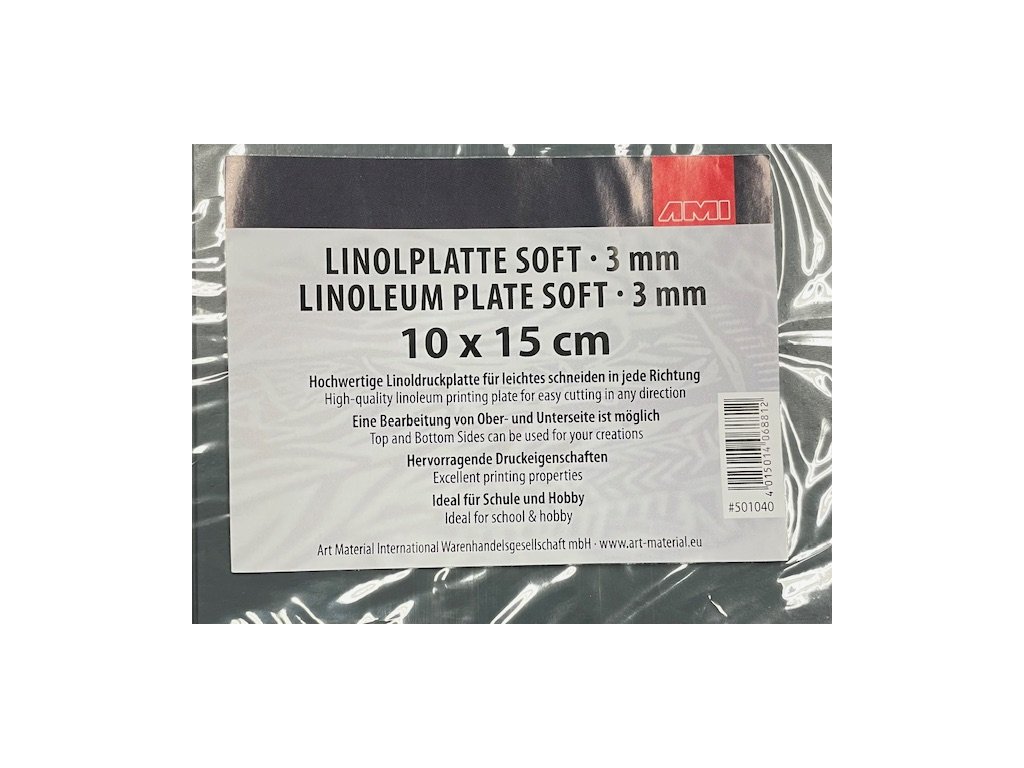 AMI
LINOLPLATTE SOFT · 3 mm
LINOLEUM PLATE SOFT · 3 mm
10 x 15 cm
Hochwertige Linoldruckplatte für leichtes schneiden in jede Richtung
High-quality linoleum printing plate for easy cutting in any direction
Eine Bearbeitung von Ober- und Unterseite ist möglich
Top and Bottom Sides can be used for your creations
Hervorragende Druckeigenschaften
Excellent printing properties
Ideal für Schule und Hobby
Ideal for school & hobby
Art Material International Warenhandelsgesellschaft mbH · www.art-material.eu
4 015014 068812
#501040